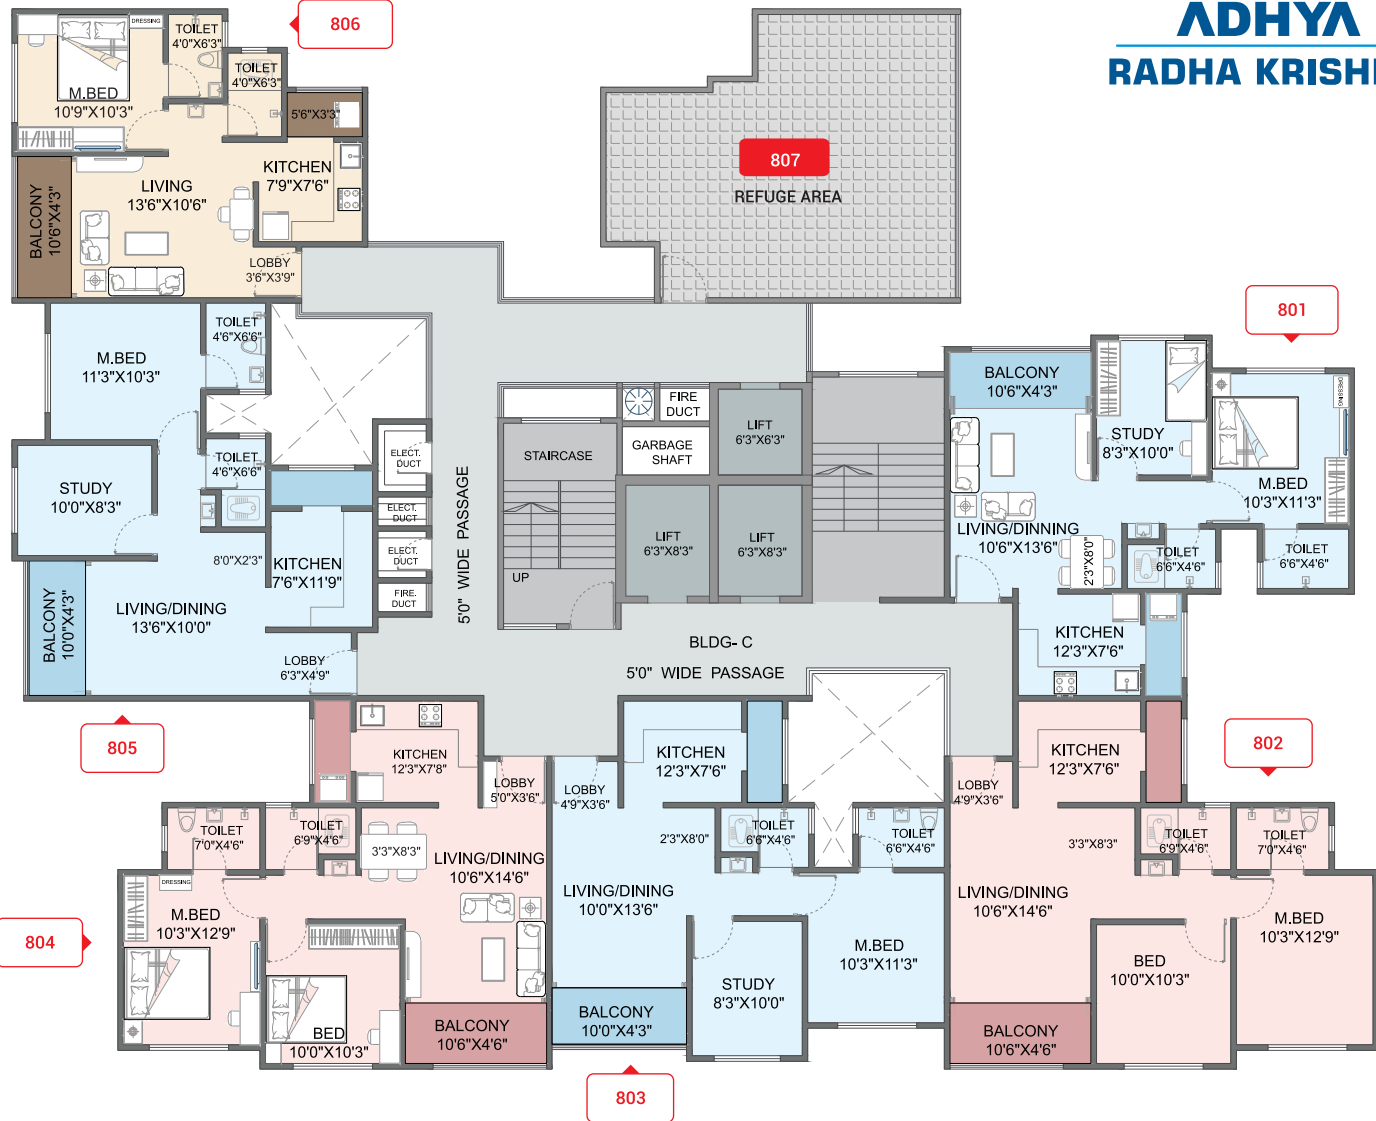 ADHYA
RADHA KRISH
806
DRESSING
TOILET
4'0"X6'3"
TOILET
4'0"X6'3"
M.BED
10'9"X10'3"
5'6"X3'3"
KITCHEN
7'9"X7'6"
LIVING
13'6"X10'6"
BALCONY
10'6"X4'3"
LOBBY
3'6"X3'9"
807
REFUGE AREA
801
M.BED
11'3"X10'3"
TOILET
4'6"X6'6"
TOILET
4'6"X6'6"
STUDY
10'0"X8'3"
8'0"X2'3"
KITCHEN
7'6"X11'9"
LIVING/DINING
13'6"X10'0"
BALCONY
10'0"X4'3"
LOBBY
6'3"X4'9"
805
ELECT.
DUCT
ELECT.
DUCT
ELECT.
DUCT
FIRE.
DUCT
5'0" WIDE PASSAGE
STAIRCASE
UP
FIRE
DUCT
GARBAGE
SHAFT
LIFT
6'3"X6'3"
LIFT
6'3"X8'3"
LIFT
6'3"X8'3"
BLDG- C
5'0" WIDE PASSAGE
BALCONY
10'6"X4'3"
STUDY
8'3"X10'0"
DRESSING
M.BED
10'3"X11'3"
LIVING/DINNING
10'6"X13'6"
2'3"X8'0"
TOILET
6'6"X4'6"
TOILET
6'6"X4'6"
KITCHEN
12'3"X7'6"
802
KITCHEN
12'3"X7'8"
LOBBY
5'0"X3'6"
TOILET
7'0"X4'6"
TOILET
6'9"X4'6"
3'3"X8'3"
LIVING/DINING
10'6"X14'6"
DRESSING
M.BED
10'3"X12'9"
804
BED
10'0"X10'3"
BALCONY
10'6"X4'6"
LOBBY
4'9"X3'6"
KITCHEN
12'3"X7'6"
2'3"X8'0"
TOILET
6'6"X4'6"
TOILET
6'6"X4'6"
LIVING/DINING
10'0"X13'6"
M.BED
10'3"X11'3"
STUDY
8'3"X10'0"
BALCONY
10'0"X4'3"
803
LOBBY
4'9"X3'6"
KITCHEN
12'3"X7'6"
3'3"X8'3"
TOILET
6'9"X4'6"
TOILET
7'0"X4'6"
LIVING/DINING
10'6"X14'6"
M.BED
10'3"X12'9"
BED
10'0"X10'3"
BALCONY
10'6"X4'6"